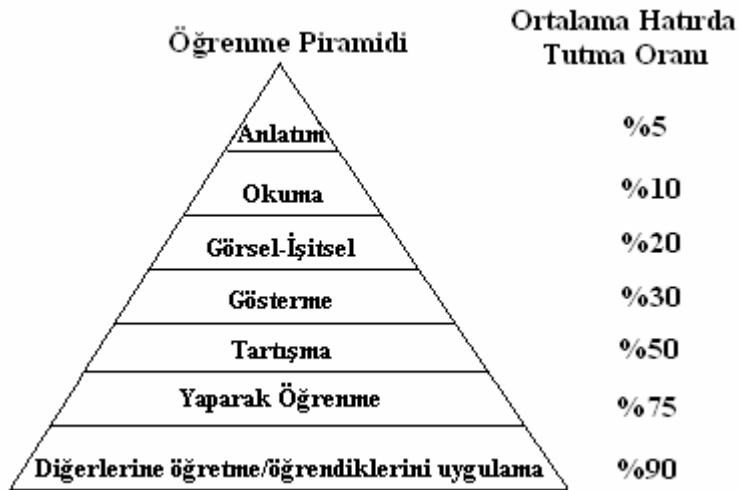 Öğrenme Piramidi
Ortalama Hatırda
Tutma Oranı
Anlatım %5
Okuma %10
Görsel-İşitsel %20
Gösterme %30
Tartışma %50
Yaparak Öğrenme %75
Diğerlerine öğretme/öğrendiklerini uygulama %90